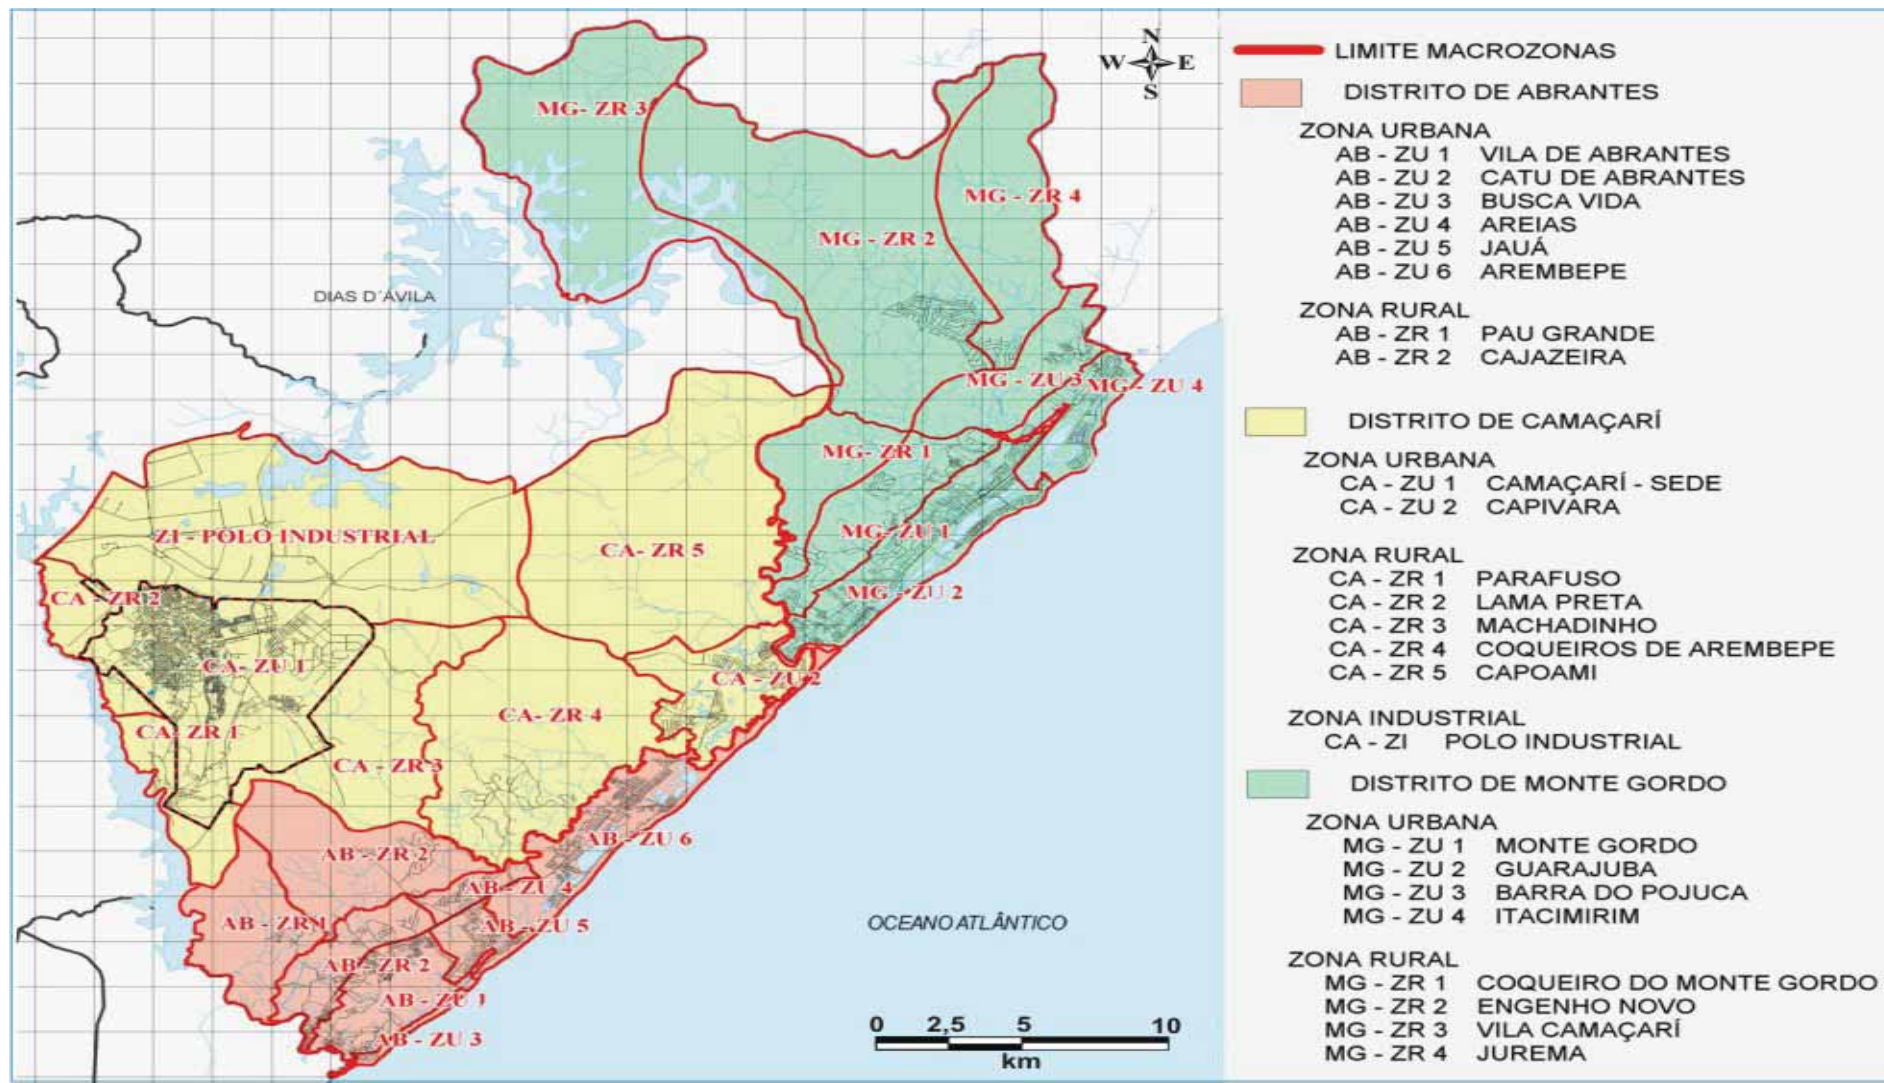 N
W E
S
MG- ZR 3
MG - ZR 4
MG - ZR 2
DIAS D´AVILA
MG - ZU 3
MG - ZU 4
MG- ZR 1
ZI - POLO INDUSTRIAL
CA- ZR 5
MG- ZU 1
CA - ZR 2
MG - ZU 2
CA- ZU 1
CA - ZU 2
CA- ZR 4
CA- ZR 1
CA - ZR 3
AB - ZU 6
AB - ZR 2
AB - ZU 4
AB - ZR 1
AB - ZU 5
OCEANO ATLÂNTICO
AB - ZR 2
AB - ZU 1
AB - ZU 3
0 2,5 5 10
km
LIMITE MACROZONAS
DISTRITO DE ABRANTES
ZONA URBANA
AB - ZU 1 VILA DE ABRANTES
AB - ZU 2 CATU DE ABRANTES
AB - ZU 3 BUSCA VIDA
AB - ZU 4 AREIAS
AB - ZU 5 JAUÁ
AB - ZU 6 AREMBEPE
ZONA RURAL
AB - ZR 1 PAU GRANDE
AB - ZR 2 CAJAZEIRA
DISTRITO DE CAMAÇARÍ
ZONA URBANA
CA - ZU 1 CAMAÇARÍ - SEDE
CA - ZU 2 CAPIVARA
ZONA RURAL
CA - ZR 1 PARAFUSO
CA - ZR 2 LAMA PRETA
CA - ZR 3 MACHADINHO
CA - ZR 4 COQUEIROS DE AREMBEPE
CA - ZR 5 CAPOAMI
ZONA INDUSTRIAL
CA - ZI POLO INDUSTRIAL
DISTRITO DE MONTE GORDO
ZONA URBANA
MG - ZU 1 MONTE GORDO
MG - ZU 2 GUARAJUBA
MG - ZU 3 BARRA DO POJUCA
MG - ZU 4 ITACIMIRIM
ZONA RURAL
MG - ZR 1 COQUEIRO DO MONTE GORDO
MG - ZR 2 ENGENHO NOVO
MG - ZR 3 VILA CAMAÇARÍ
MG - ZR 4 JUREMA